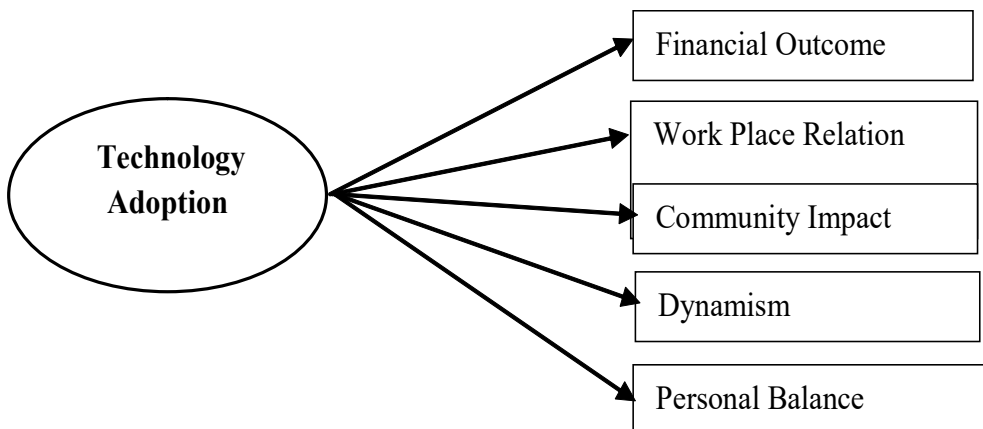 Technology
Adoption
Financial Outcome
Work Place Relation
Community Impact
Dynamism
Personal Balance